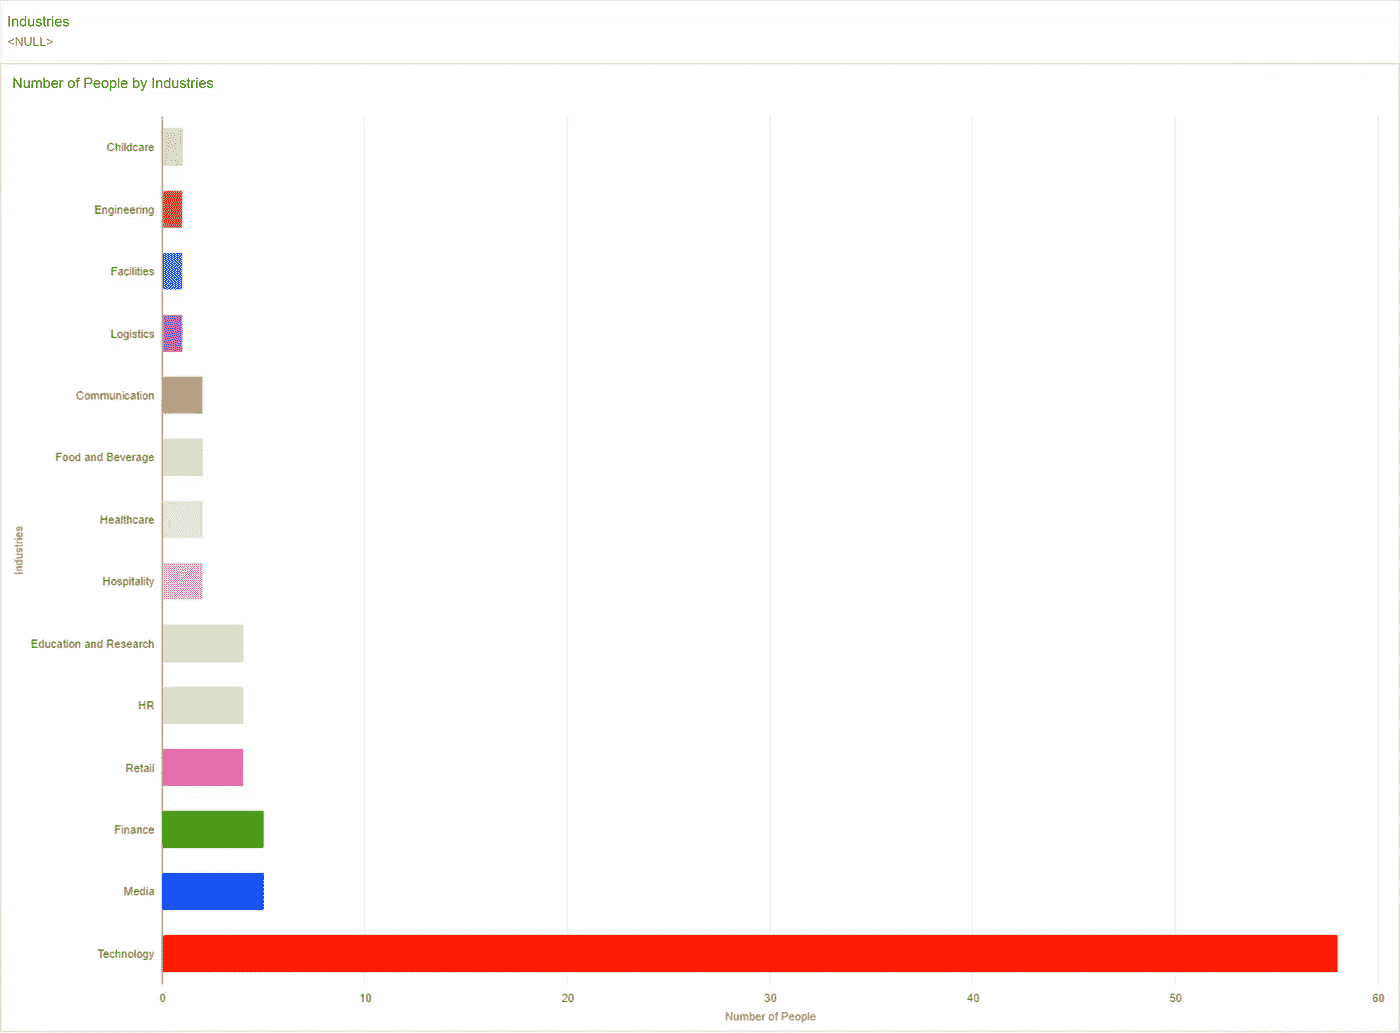 Industries
<NULL>
Number of People by Industries
Childcare
Engineering
Facilities
Logistics
Communication
Food and Beverage
Healthcare
Industries
Hospitality
Education and Research
HR
Retail
Finance
Media
Technology
0 10 20 30 40 50 60
Number of People